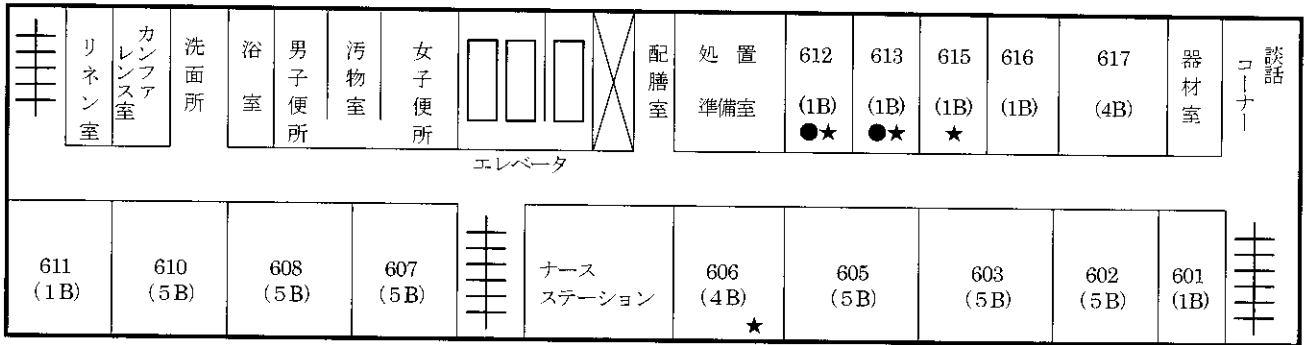 リネン室
カンファレンス室
洗面所
浴室
男子便所
汚物室
女子便所
エレベータ
配膳室
処置
準備室
612
(1B)
●★
613
(1B)
●★
615
(1B)
★
616
(1B)
617
(4B)
器材室
談話
コーナー
611
(1B)
610
(5B)
608
(5B)
607
(5B)
ナース
ステーション
606
(4B)
★
605
(5B)
603
(5B)
602
(5B)
601
(1B)